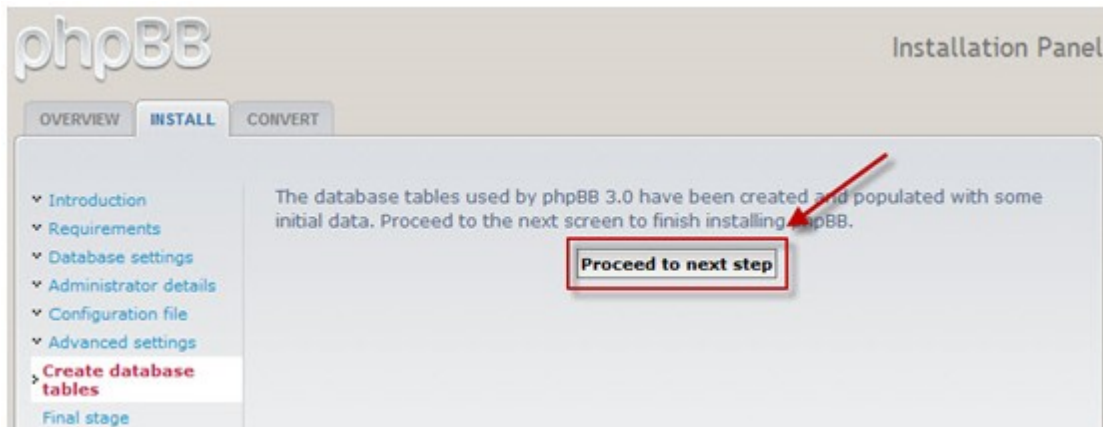 phpBB
Installation Panel
OVERVIEW INSTALL CONVERT
Introduction
Requirements
Database settings
Administrator details
Configuration file
Advanced settings
Create database
tables
Final stage
The database tables used by phpBB 3.0 have been created and populated with some
initial data. Proceed to the next screen to finish installing phpBB.
Proceed to next step